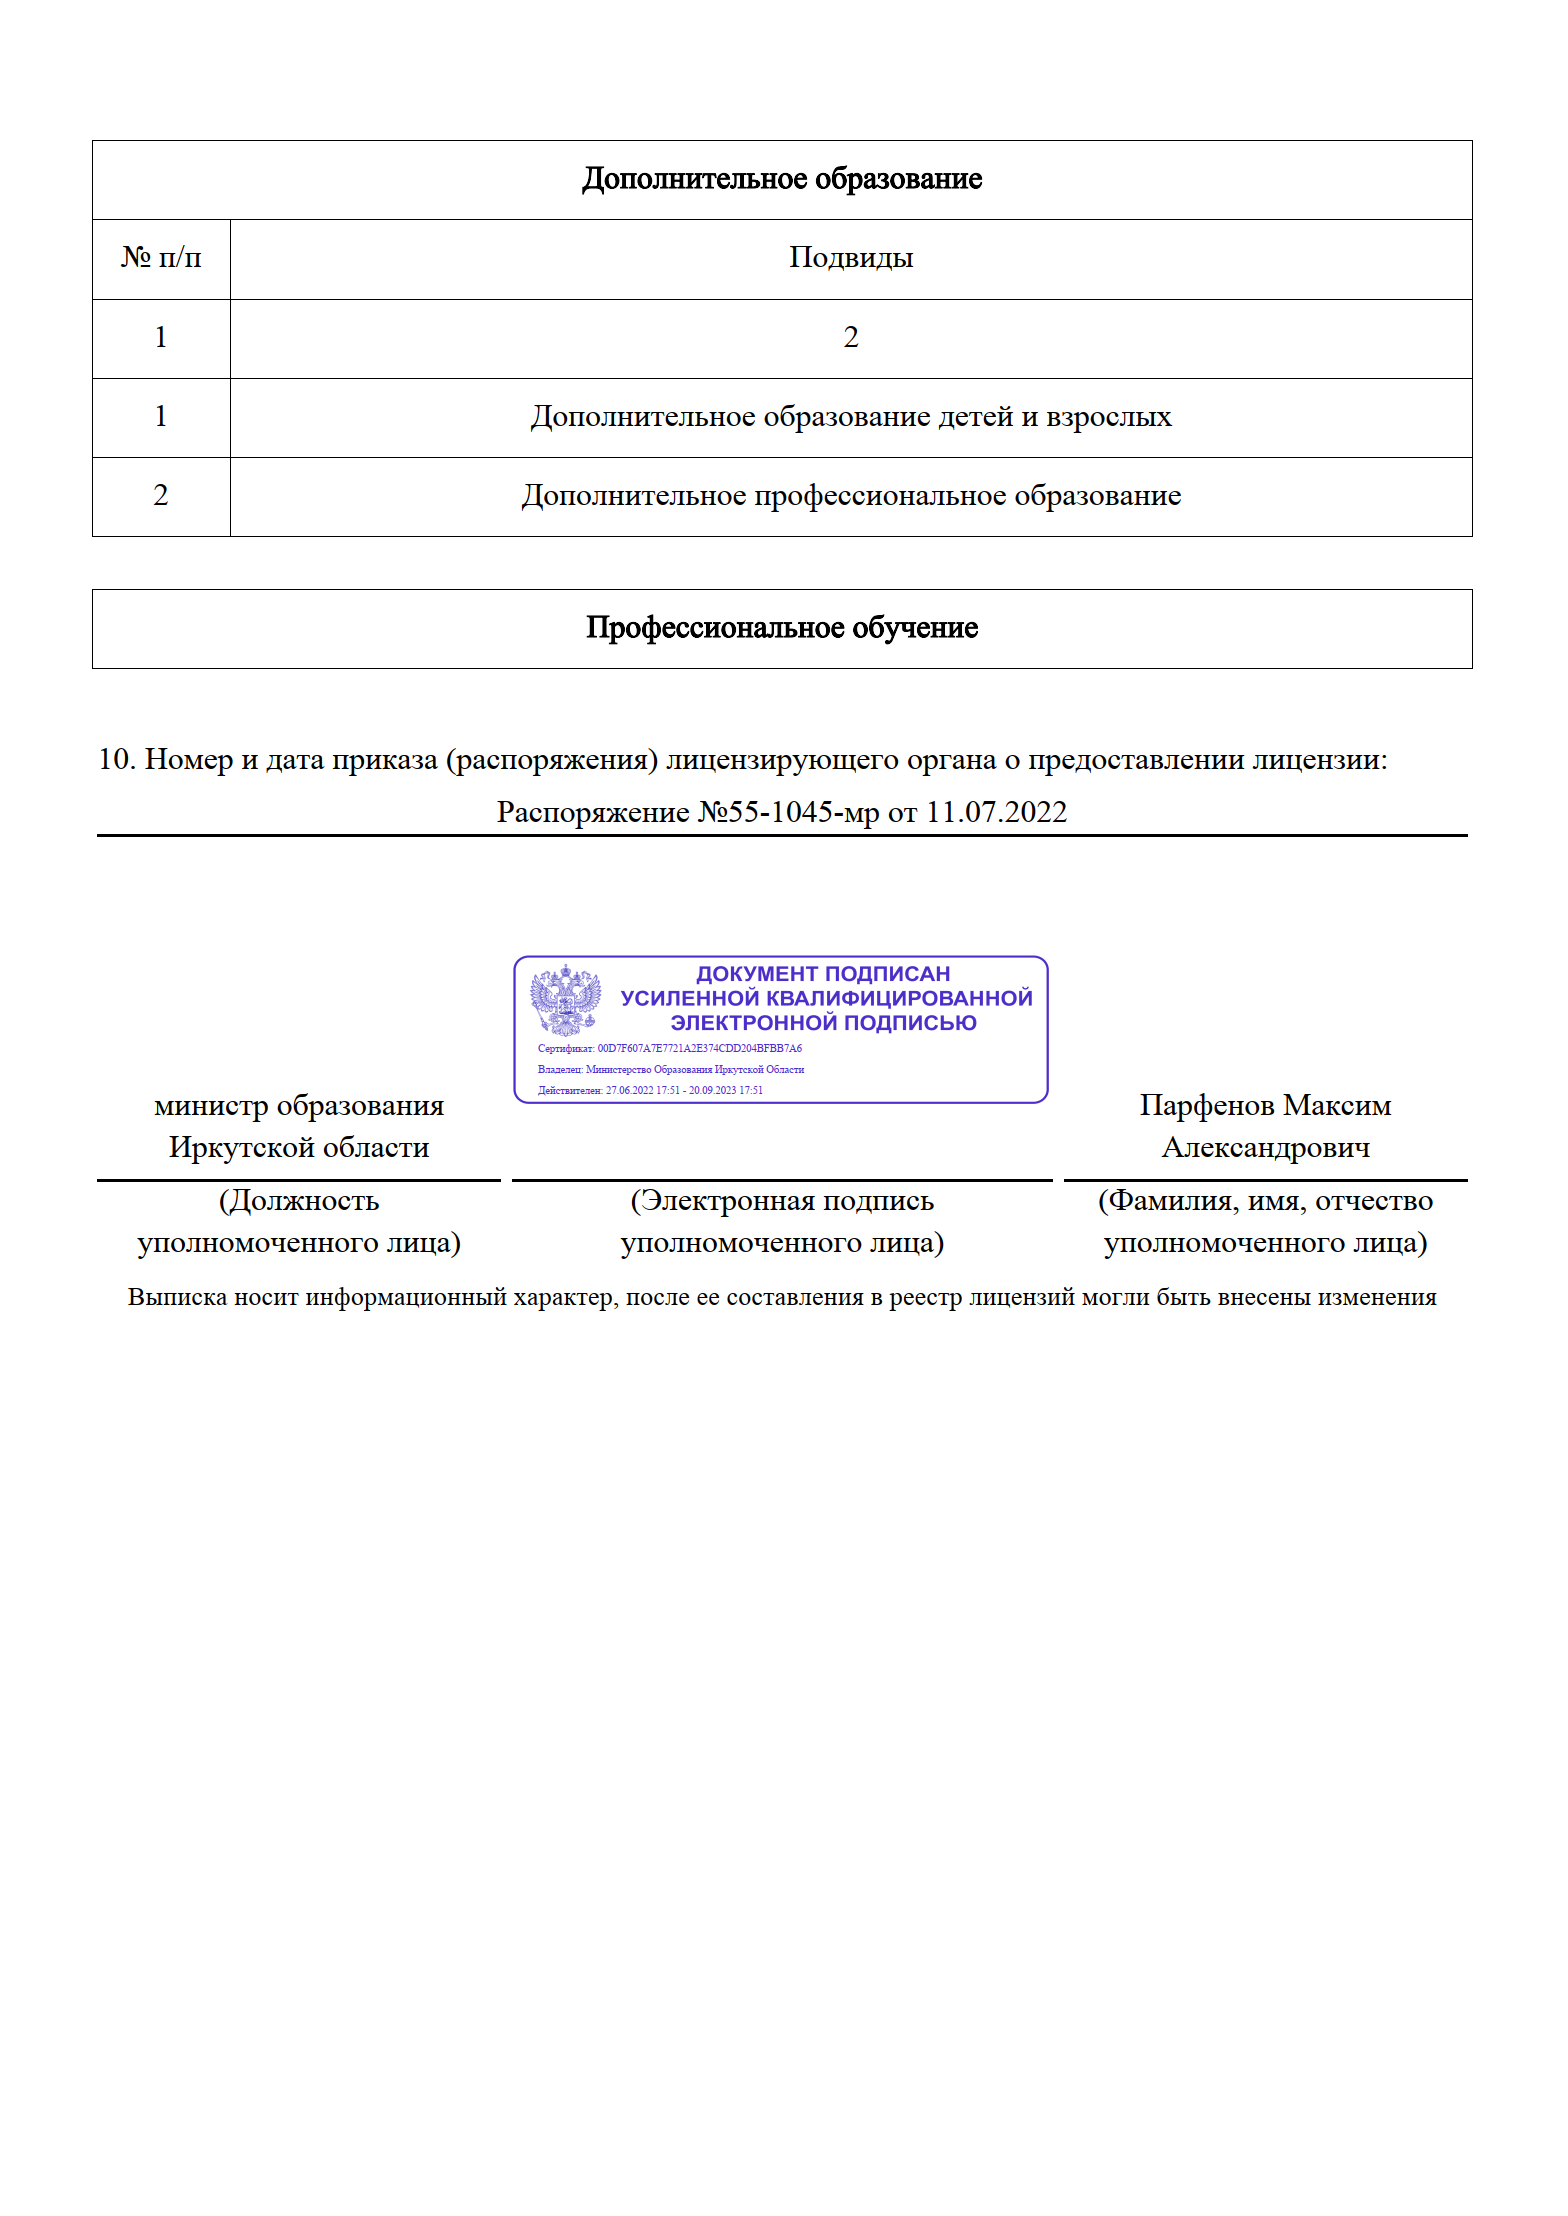 Дополнительное образование
№ п/п
Подвиды
1
2
1
Дополнительное образование детей и взрослых
2
Дополнительное профессиональное образование
Профессиональное обучение
10. Номер и дата приказа (распоряжения) лицензирующего органа о предоставлении лицензии:
Распоряжение №55-1045-мр от 11.07.2022
ДОКУМЕНТ ПОДПИСАН
УСИЛЕННОЙ КВАЛИФИЦИРОВАННОЙ
ЭЛЕКТРОННОЙ ПОДПИСЬЮ
Сертификат: 00D7F607A7E7721A2E374CDD204BFBB7A6
Владелец: Министерство Образования Иркутской Области
Действителен: 27.06.2022 17:51 - 20.09.2023 17:51
министр образования
Иркутской области
Парфенов Максим
Александрович
(Должность
уполномоченного лица)
(Электронная подпись
уполномоченного лица)
(Фамилия, имя, отчество
уполномоченного лица)
Выписка носит информационный характер, после ее составления в реестр лицензий могли быть внесены изменения